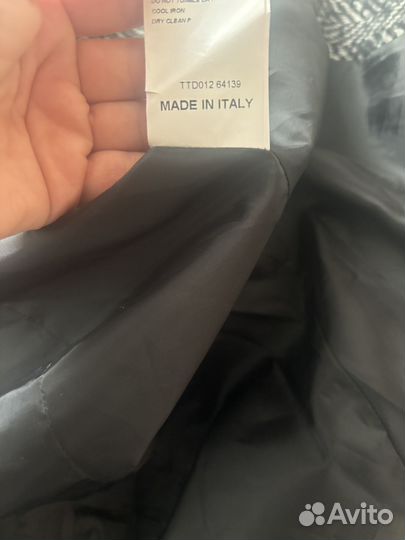 DO NOT TUMBLE DRY
COOL IRON
DRY CLEAN P
TTD012 64139
MADE IN ITALY
Avito